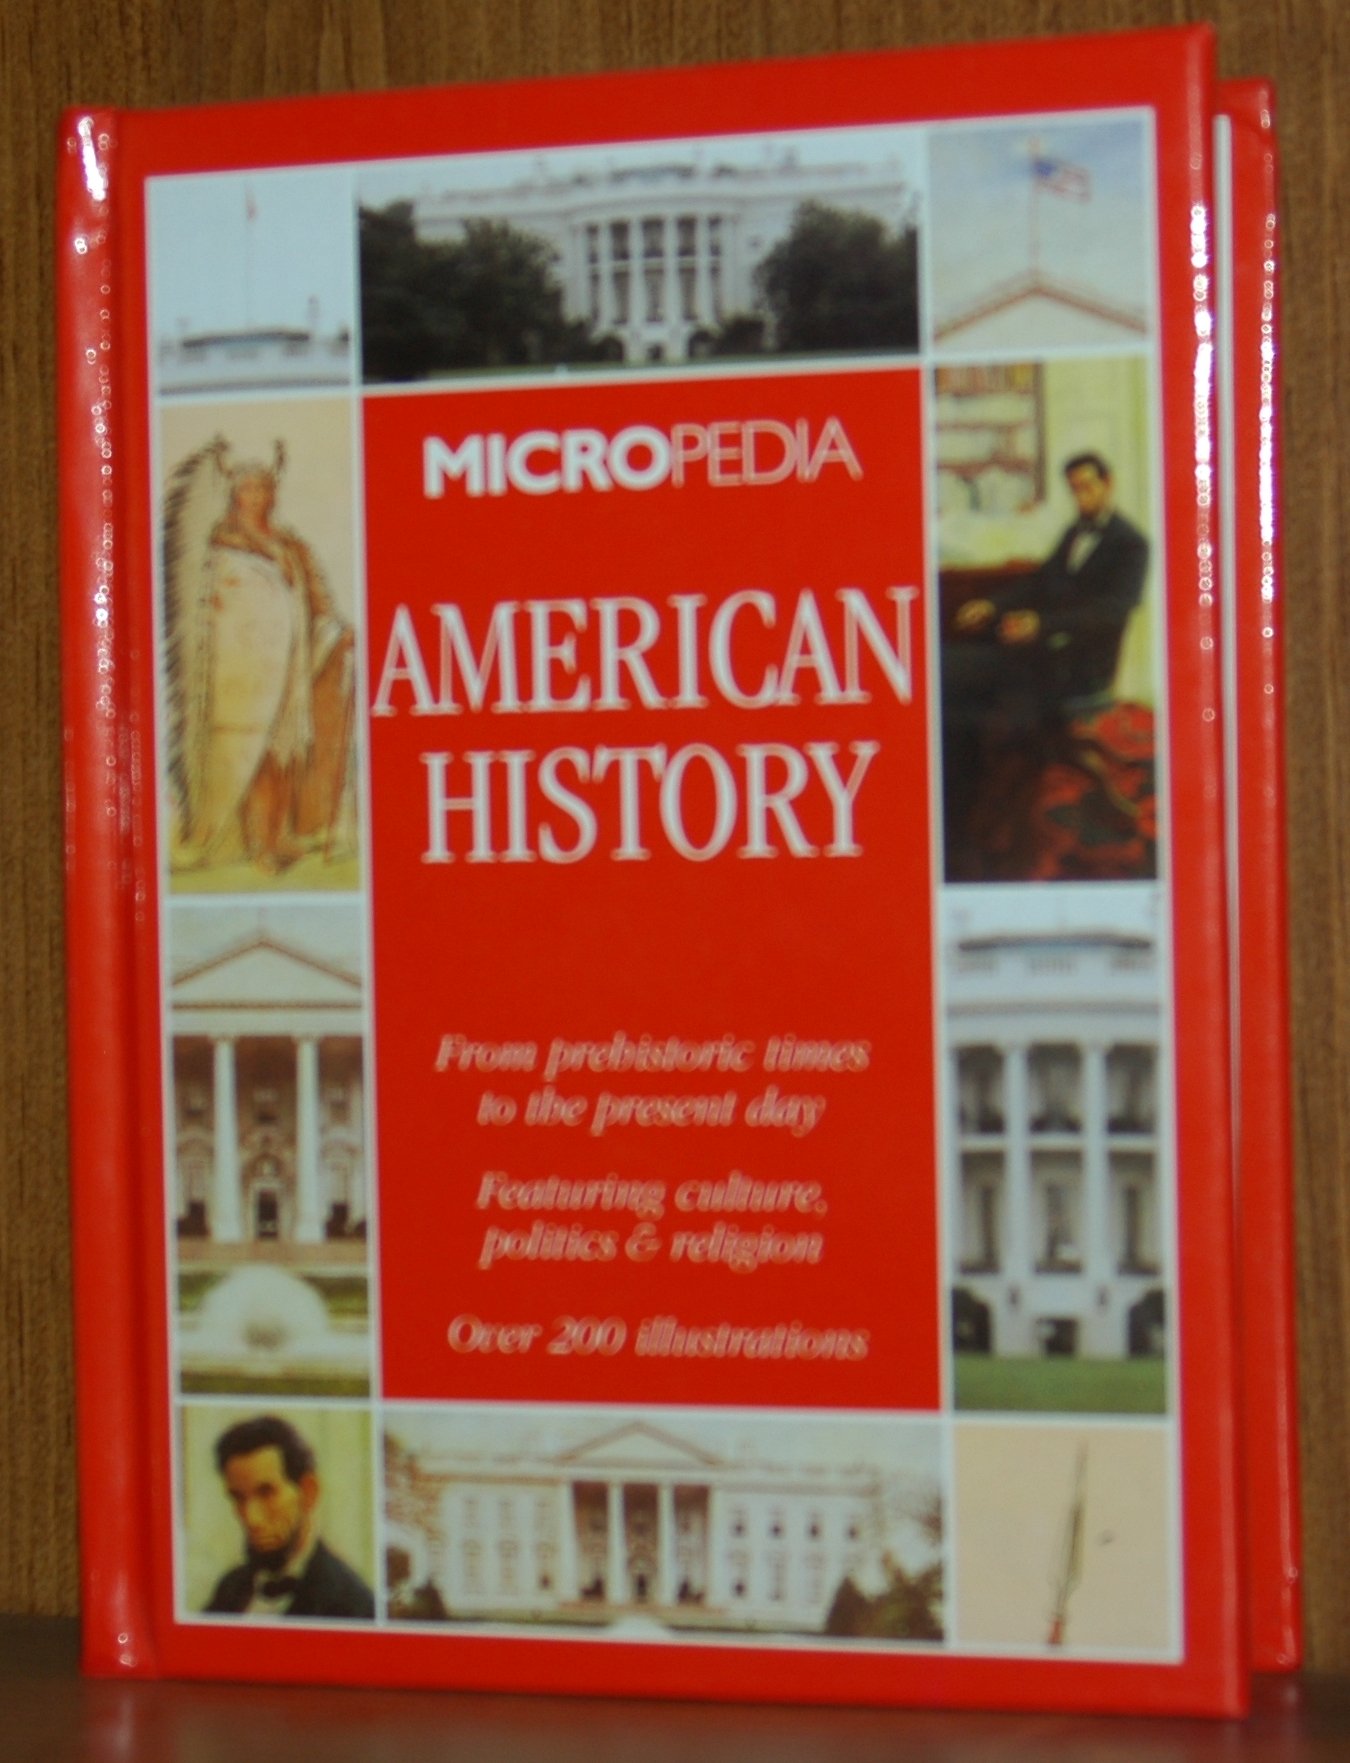 MICROPEDIA
AMERICAN
HISTORY
From prehistoric times
to the present day
Featuring culture,
politics & religion
Over 200 illustrations